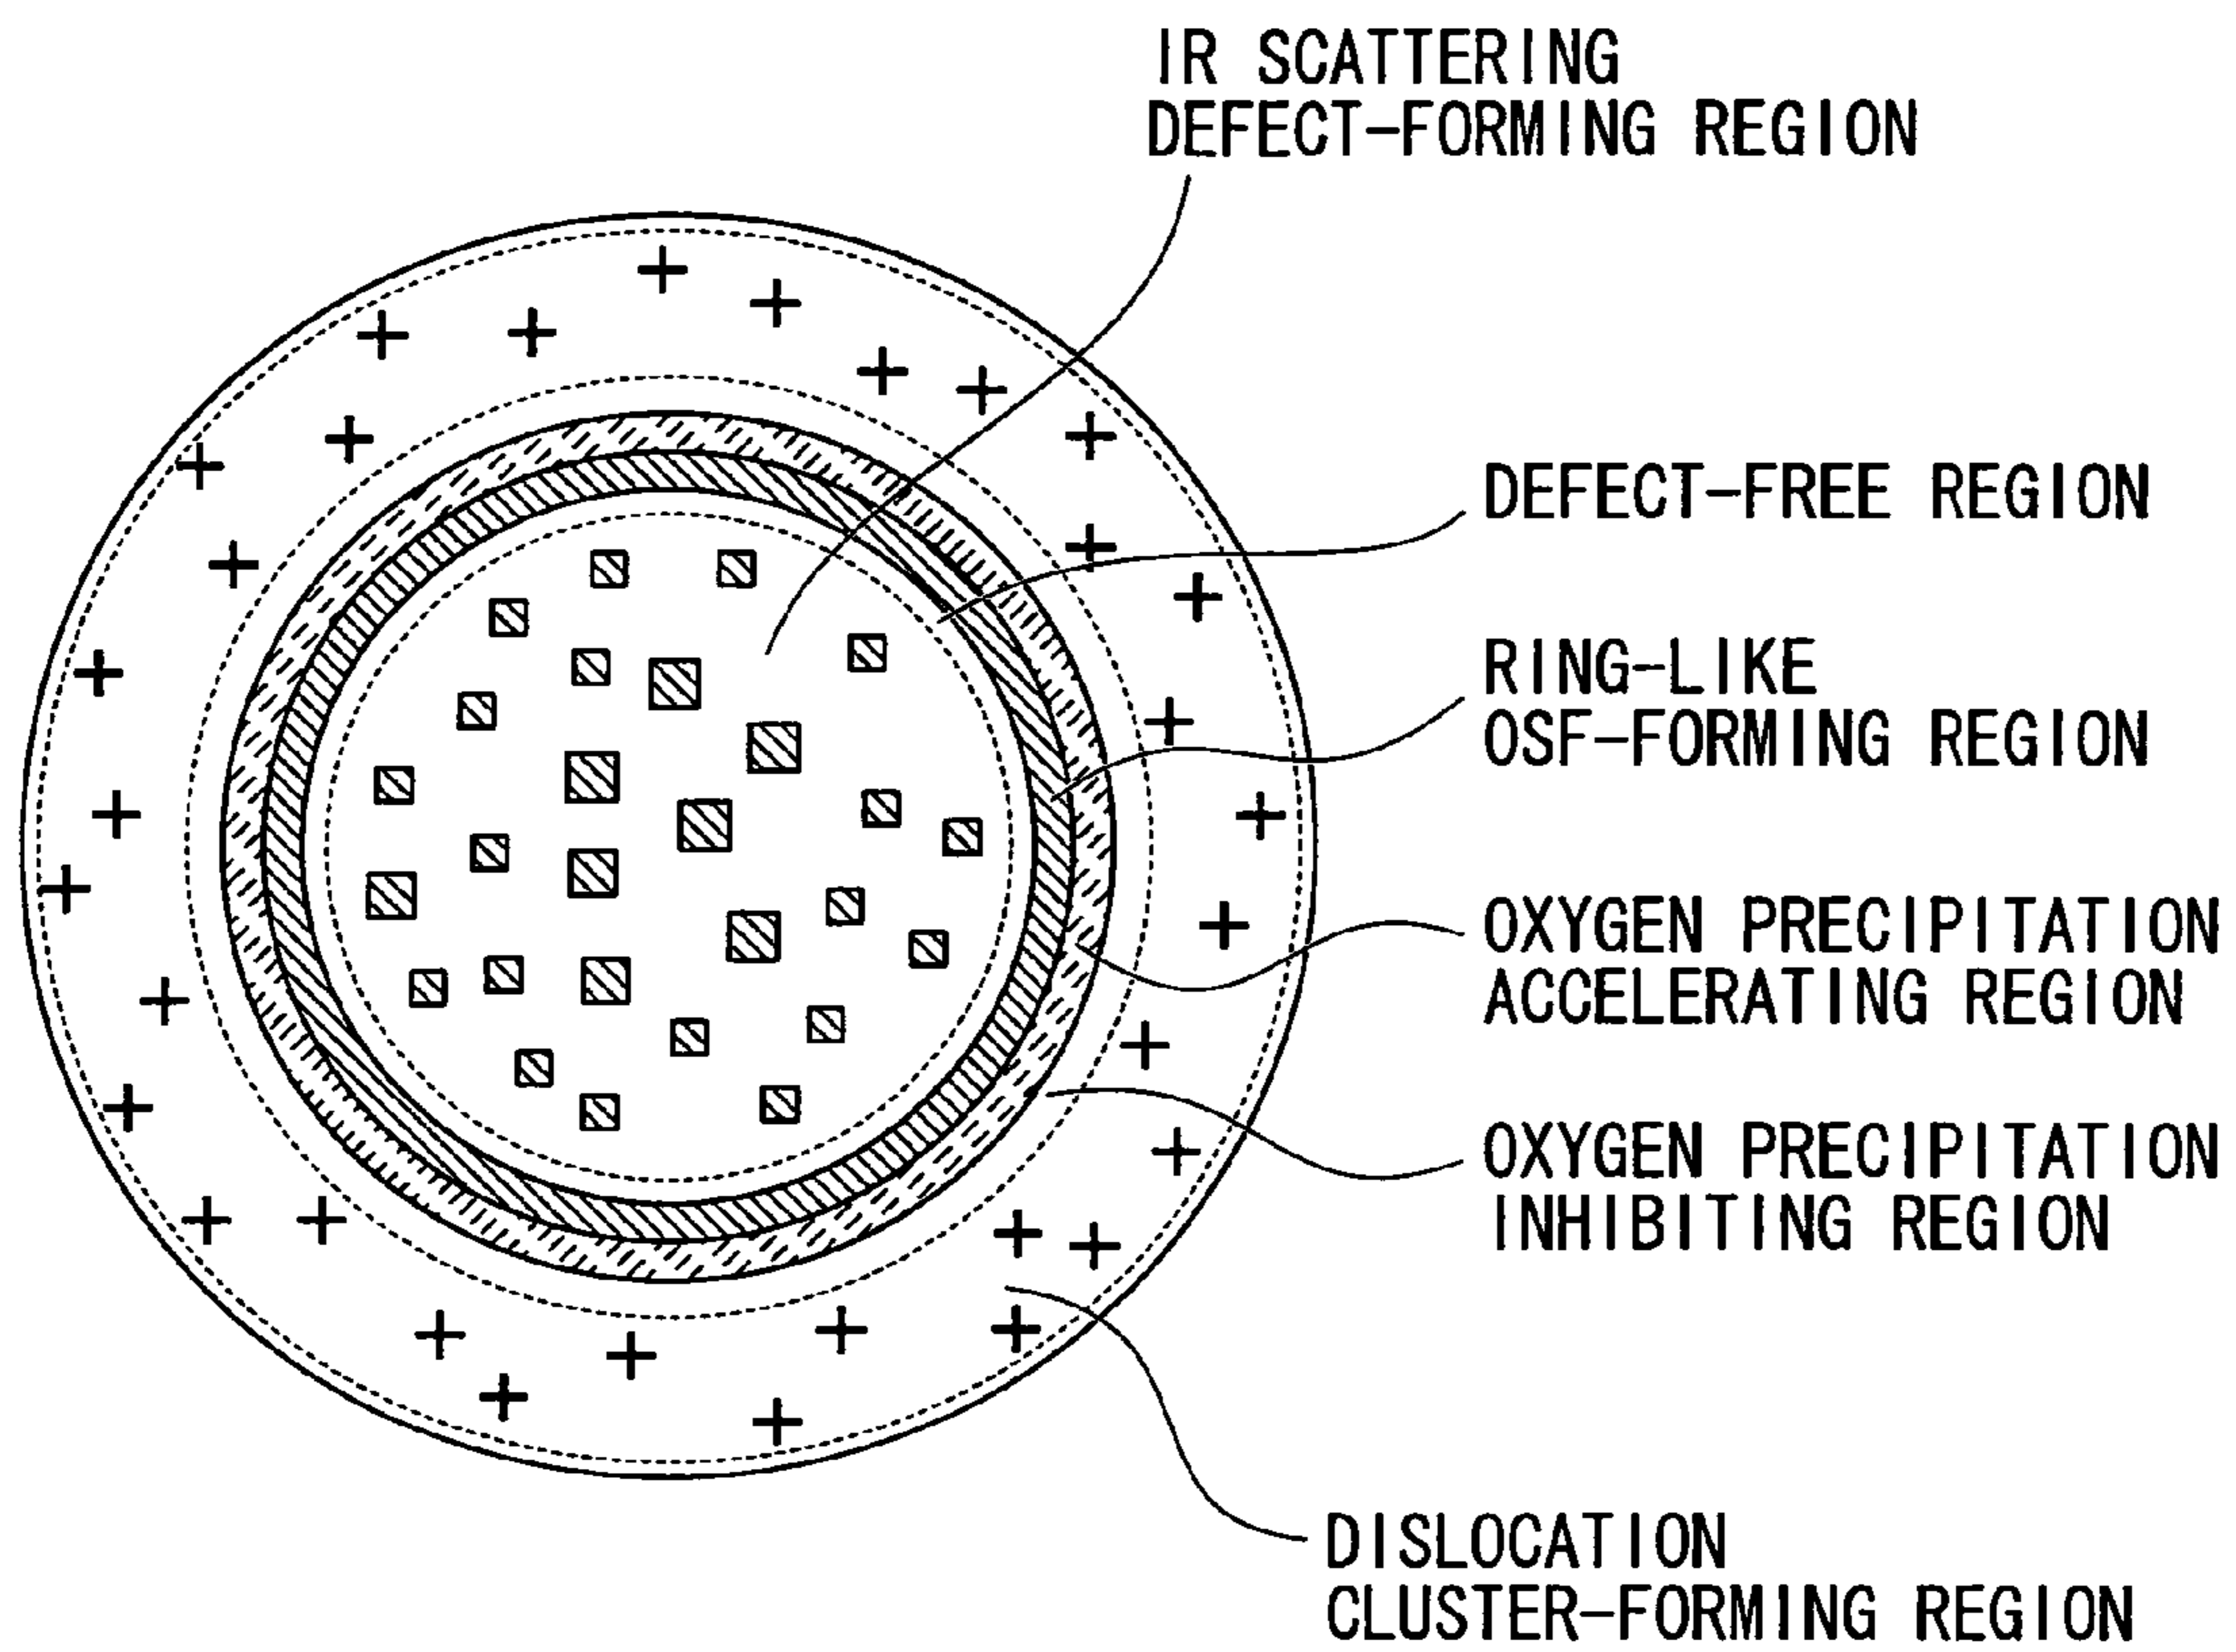 IR SCATTERING
DEFECT-FORMING REGION
DEFECT-FREE REGION
RING-LIKE
OSF-FORMING REGION
OXYGEN PRECIPITATION
ACCELERATING REGION
OXYGEN PRECIPITATION
INHIBITING REGION
DISLOCATION
CLUSTER-FORMING REGION